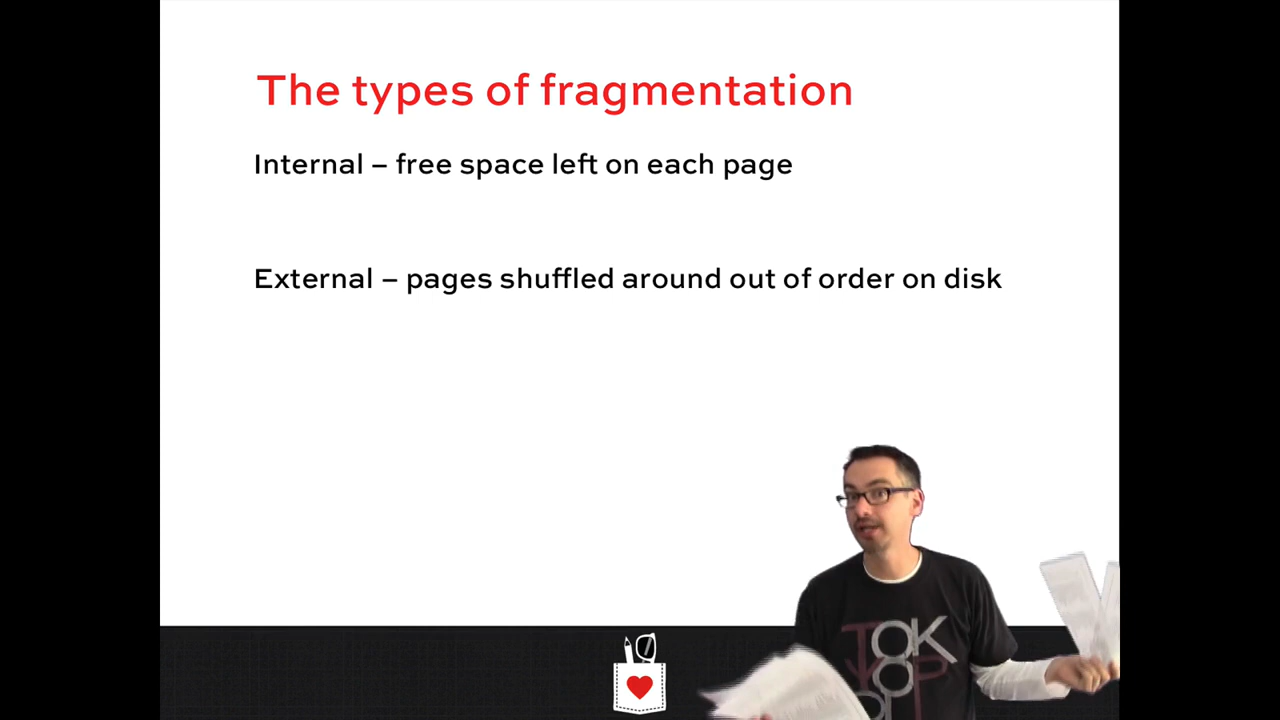 The types of fragmentation
Internal – free space left on each page
External – pages shuffled around out of order on disk